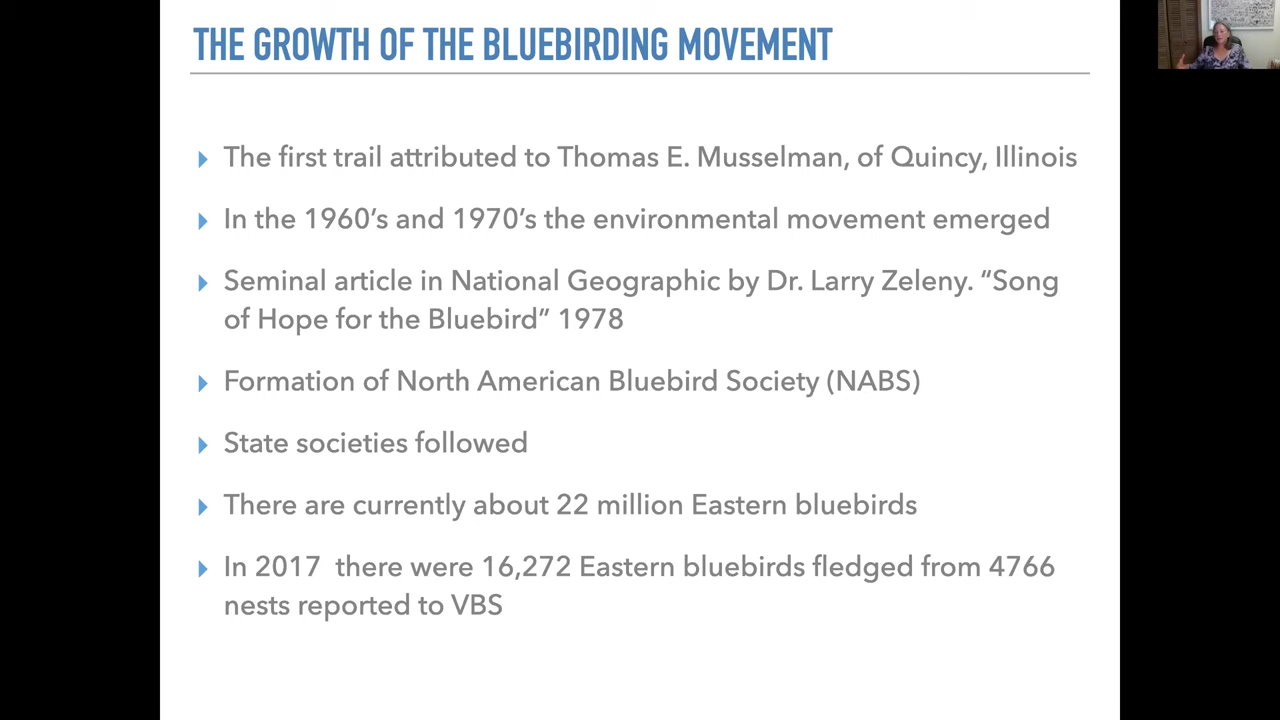 THE GROWTH OF THE BLUEBIRDING MOVEMENT
The first trail attributed to Thomas E. Musselman, of Quincy, Illinois
In the 1960’s and 1970’s the environmental movement emerged
Seminal article in National Geographic by Dr. Larry Zeleny. “Song
of Hope for the Bluebird” 1978
Formation of North American Bluebird Society (NABS)
State societies followed
There are currently about 22 million Eastern bluebirds
In 2017 there were 16,272 Eastern bluebirds fledged from 4766
nests reported to VBS